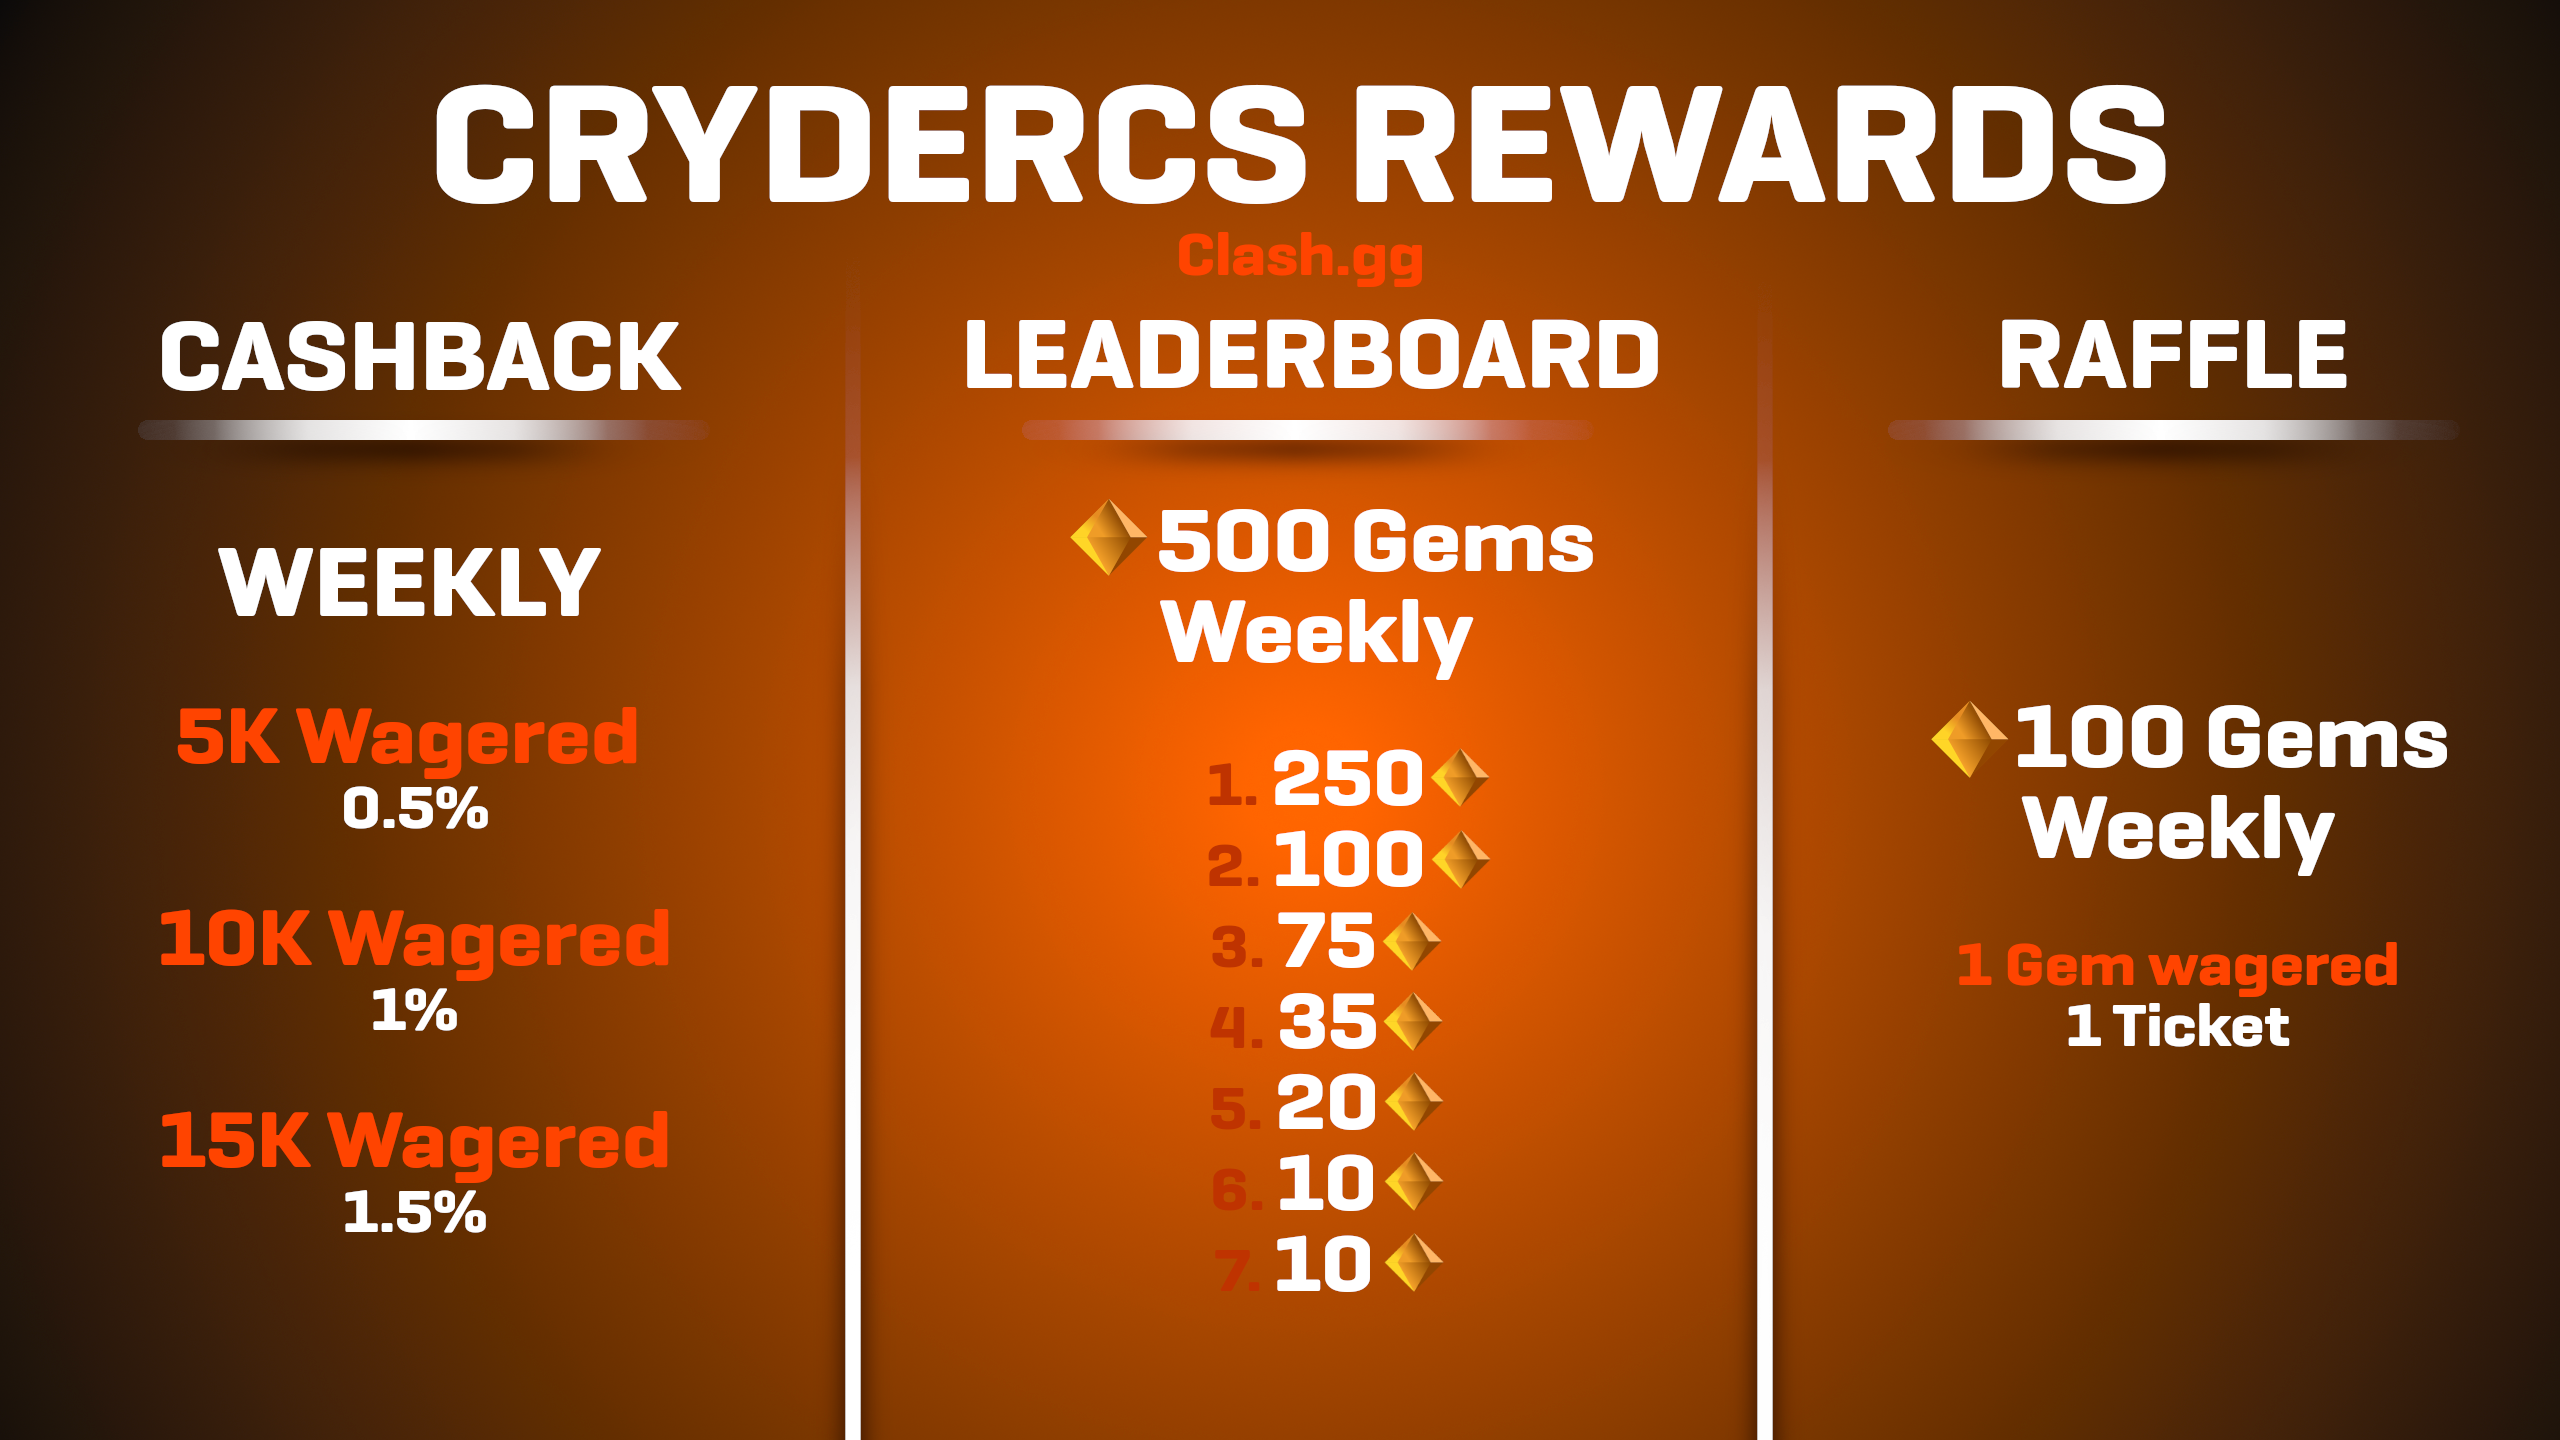 CRYDERCS REWARDS
Clash.gg
CASHBACK
WEEKLY
5K Wagered
0.5%
10K Wagered
1%
15K Wagered
1.5%
LEADERBOARD
500 Gems
Weekly
1. 250
2. 100
3. 75
4. 35
5. 20
6. 10
7. 10
RAFFLE
100 Gems
Weekly
1 Gem wagered
1 Ticket